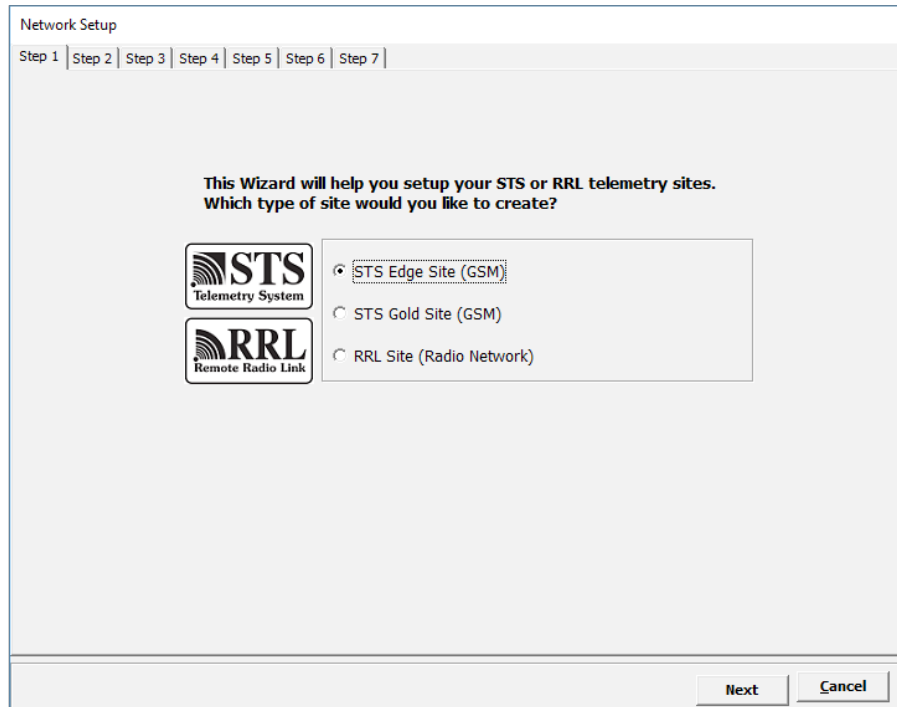 Network Setup
Step 1 Step 2 Step 3 Step 4 Step 5 Step 6 Step 7
This Wizard will help you setup your STS or RRL telemetry sites.
Which type of site would you like to create?
STS
Telemetry System
RRL
Remote Radio Link
STS Edge Site (GSM)
STS Gold Site (GSM)
RRL Site (Radio Network)
Next Cancel